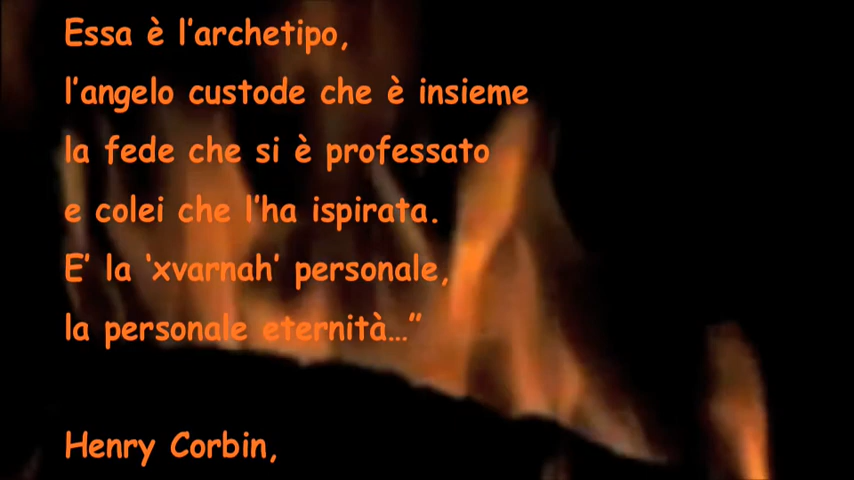 Essa è l’archetipo,
l’angelo custode che è insieme
la fede che si è professato
e colei che l’ha ispirata.
E’ la ‘xvarnah’ personale,
la personale eternità…”
Henry Corbin,